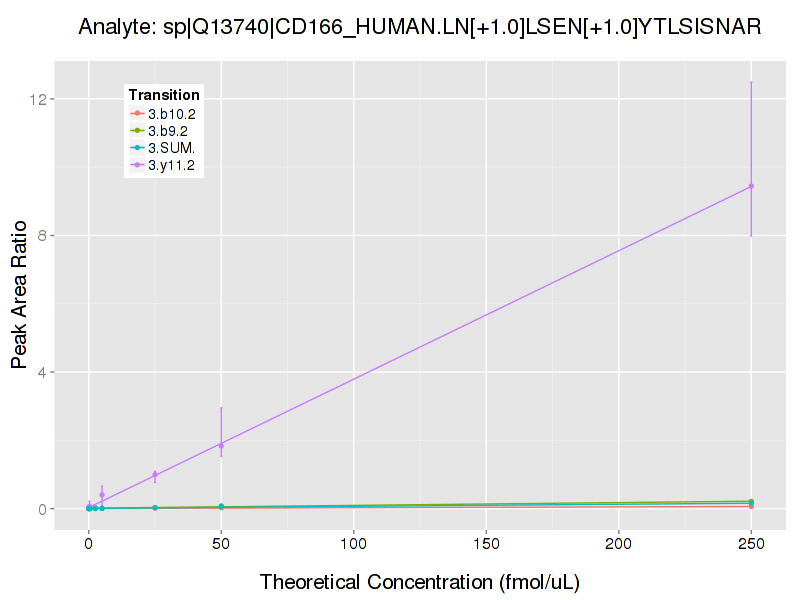 Analyte: sp|Q13740|CD166_HUMAN.LN[+1.0]LSEN[+1.0]YTLSISNAR
Transition
3.b10.2
3.b9.2
3.SUM.
3.y11.2
Peak Area Ratio
12
8
4
0
0 50 100 150 200 250
Theoretical Concentration (fmol/uL)